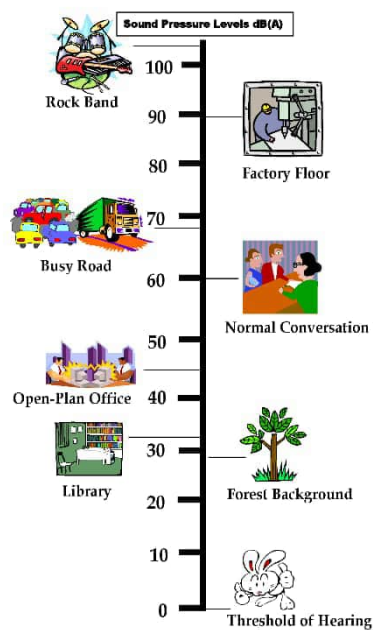 Sound Pressure Levels dB(A)
100
Rock Band
90
80
Factory Floor
70
Busy Road
60
Normal Conversation
50
Open-Plan Office
40
30
Library
Forest Background
20
10
0
Threshold of Hearing